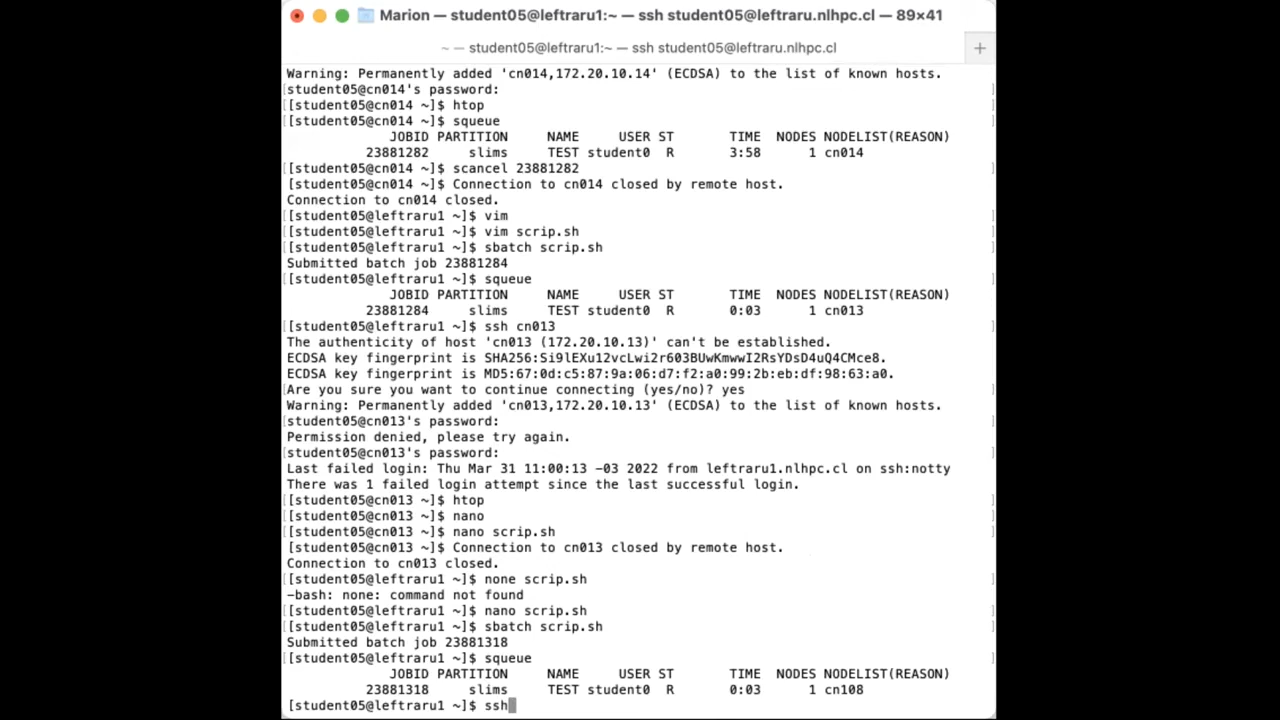 Marion — student05@leftraru1:~ — ssh student05@leftraru.nlhpc.cl — 89×41
~ — student05@leftraru1:~ — ssh student05@leftraru.nlhpc.cl +
Warning: Permanently added 'cn014,172.20.10.14' (ECDSA) to the list of known hosts.
student05@cn014's password:
[[student05@cn014 ~]$ htop
[[student05@cn014 ~]$ squeue
JOBID PARTITION NAME USER ST TIME NODES NODELIST(REASON)
23881282 slims TEST student0 R 3:58 1 cn014
[[student05@cn014 ~]$ scancel 23881282
[student05@cn014 ~]$ Connection to cn014 closed by remote host.
Connection to cn014 closed.
[[student05@leftraru1 ~]$ vim
[[student05@leftraru1 ~]$ vim scrip.sh
[[student05@leftraru1 ~]$ sbatch scrip.sh
Submitted batch job 23881284
[[student05@leftraru1 ~]$ squeue
JOBID PARTITION NAME USER ST TIME NODES NODELIST(REASON)
23881284 slims TEST student0 R 0:03 1 cn013
[[student05@leftraru1 ~]$ ssh cn013
The authenticity of host 'cn013 (172.20.10.13)' can't be established.
ECDSA key fingerprint is SHA256:Si9lEXu12vcLwi2r603BUwKmwwI2RsYDsD4uQ4CMce8.
ECDSA key fingerprint is MD5:67:0d:c5:87:9a:06:d7:f2:a0:99:2b:eb:df:98:63:a0.
Are you sure you want to continue connecting (yes/no)? yes
Warning: Permanently added 'cn013,172.20.10.13' (ECDSA) to the list of known hosts.
student05@cn013's password:
Permission denied, please try again.
student05@cn013's password:
Last failed login: Thu Mar 31 11:00:13 -03 2022 from leftraru1.nlhpc.cl on ssh:notty
There was 1 failed login attempt since the last successful login.
[[student05@cn013 ~]$ htop
[[student05@cn013 ~]$ nano
[[student05@cn013 ~]$ nano scrip.sh
[student05@cn013 ~]$ Connection to cn013 closed by remote host.
Connection to cn013 closed.
[[student05@leftraru1 ~]$ none scrip.sh
-bash: none: command not found
[[student05@leftraru1 ~]$ nano scrip.sh
[[student05@leftraru1 ~]$ sbatch scrip.sh
Submitted batch job 23881318
[[student05@leftraru1 ~]$ squeue
JOBID PARTITION NAME USER ST TIME NODES NODELIST(REASON)
23881318 slims TEST student0 R 0:03 1 cn108
[student05@leftraru1 ~]$ ssh